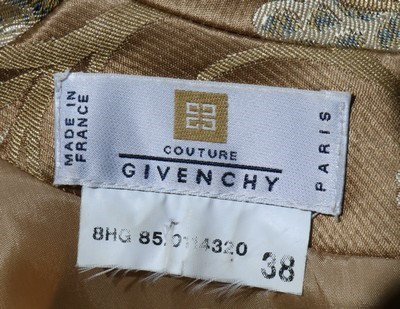 MADE IN
FRANCE
COUTURE
GIVENCHY
PARIS
8HG 85.0114320
38